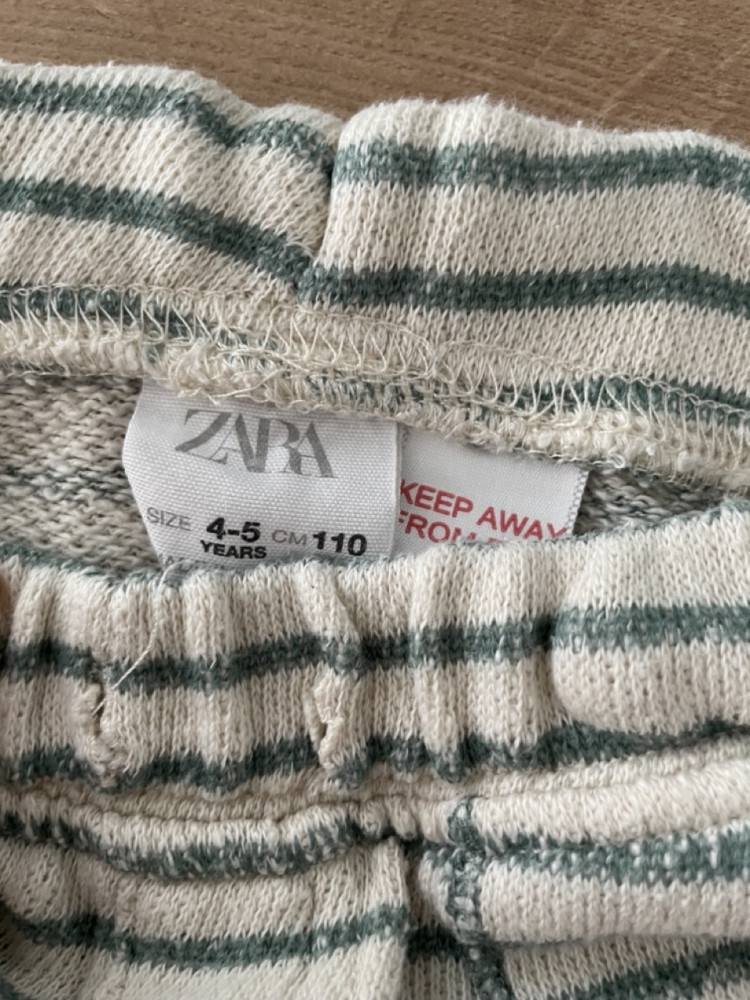 ZARA
SIZE 4-5 CM 110
YEARS
KEEP AWAY
FROM